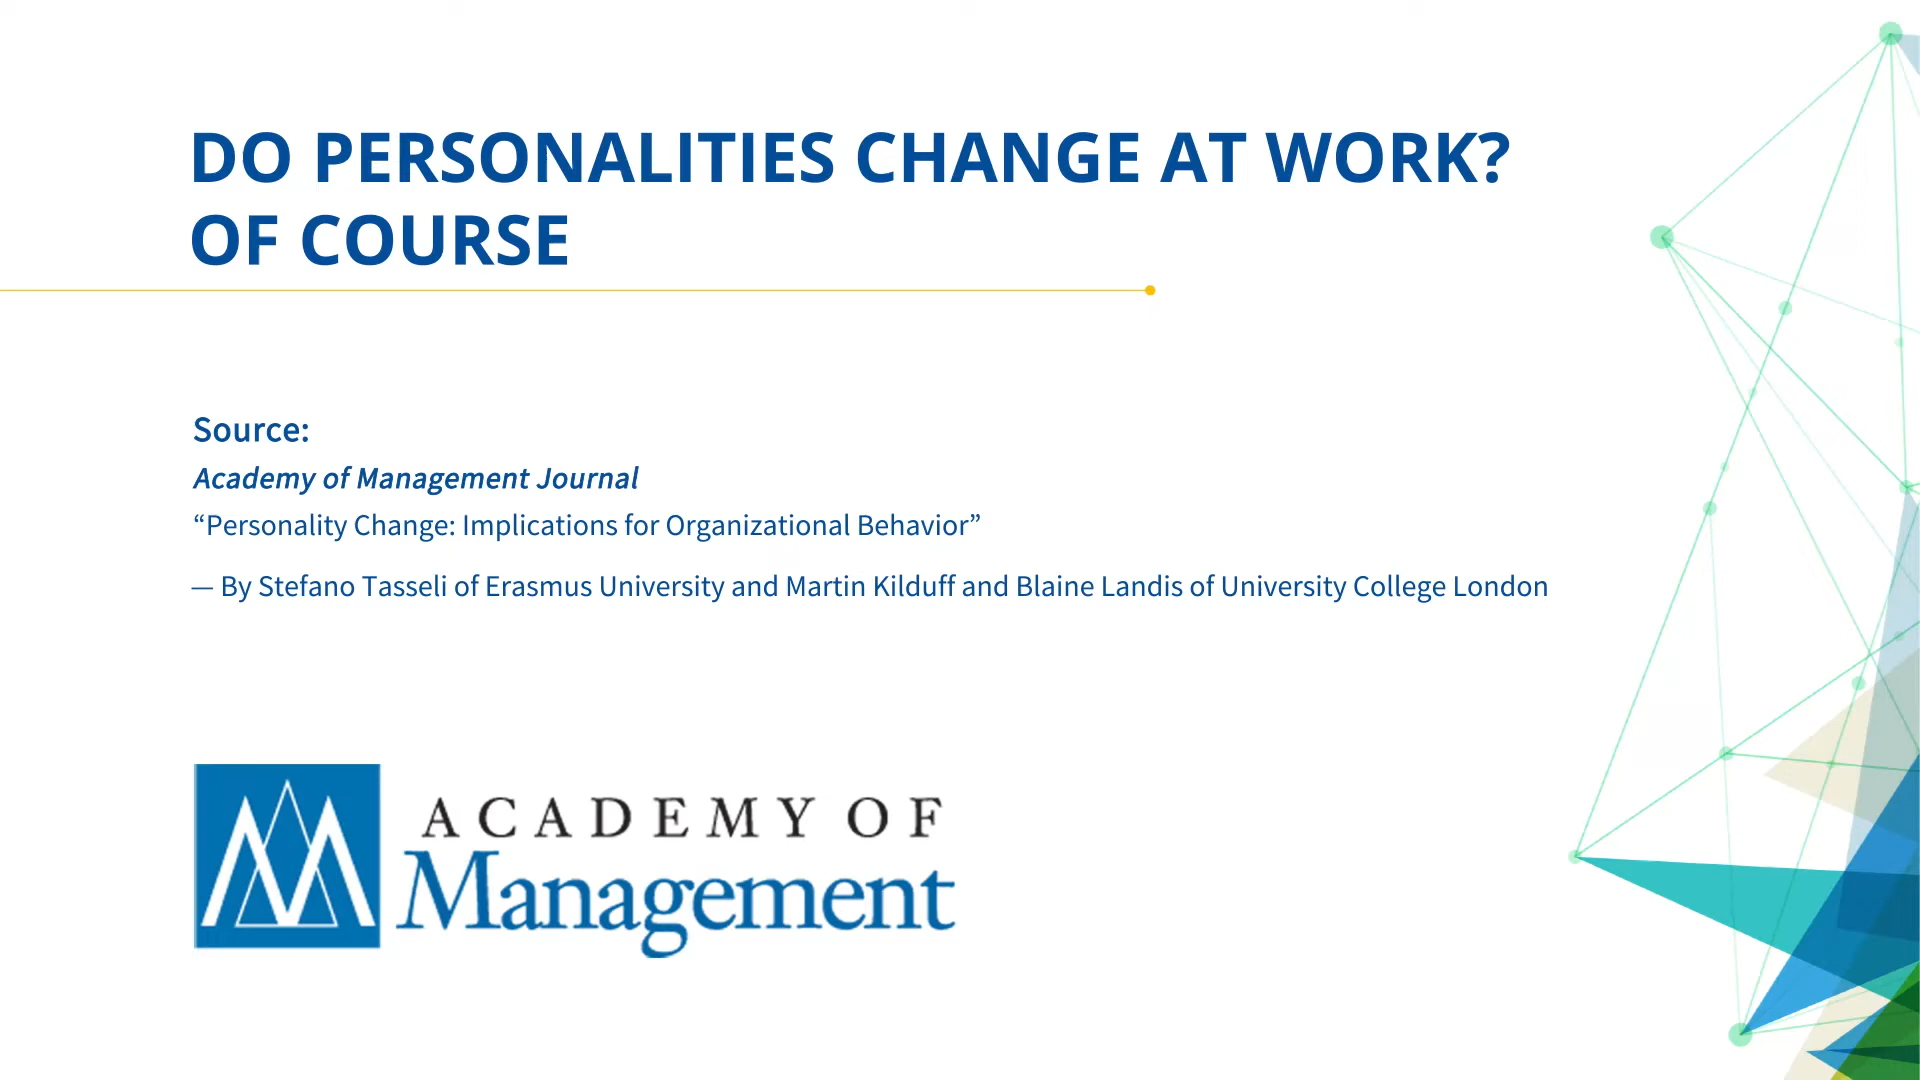 DO PERSONALITIES CHANGE AT WORK?
OF COURSE
Source:
Academy of Management Journal
“Personality Change: Implications for Organizational Behavior”
— By Stefano Tasseli of Erasmus University and Martin Kilduff and Blaine Landis of University College London
ACADEMY OF
Management